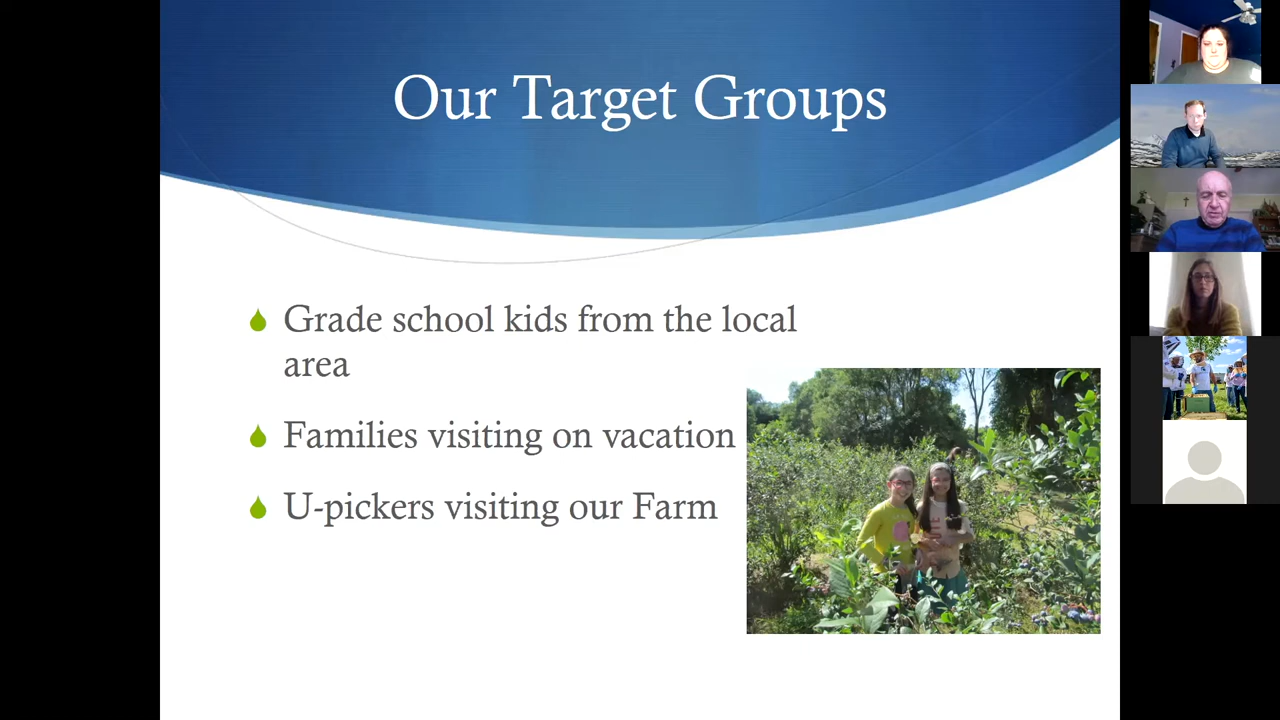 Our Target Groups
Grade school kids from the local
area
Families visiting on vacation
U-pickers visiting our Farm